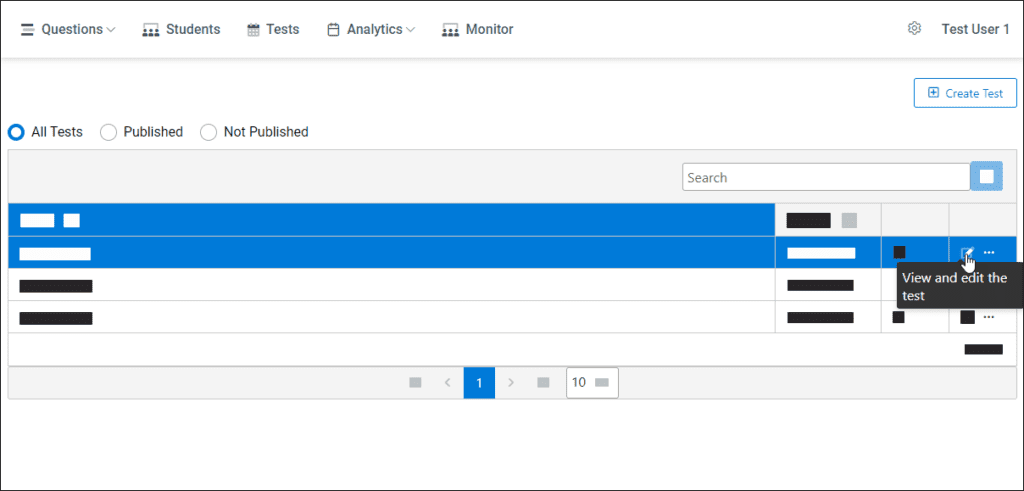 Questions Students Tests Analytics Monitor Test User 1
Create Test
All Tests Published Not Published
Search
View and edit the
test
1 10